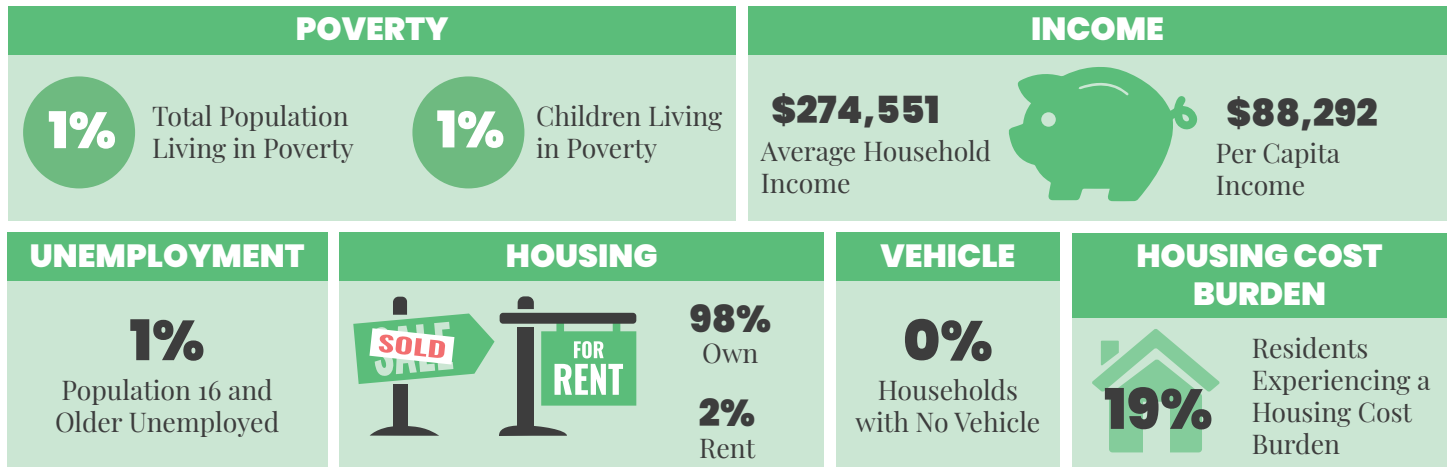 POVERTY
1%
Total Population
Living in Poverty
1%
Children Living
in Poverty
INCOME
$274,551
Average Household
Income
$88,292
Per Capita
Income
UNEMPLOYMENT
1%
Population 16 and
Older Unemployed
HOUSING
SALE
SOLD
FOR
RENT
98%
Own
2%
Rent
VEHICLE
0%
Households
with No Vehicle
HOUSING COST
BURDEN
19%
Residents
Experiencing a
Housing Cost
Burden